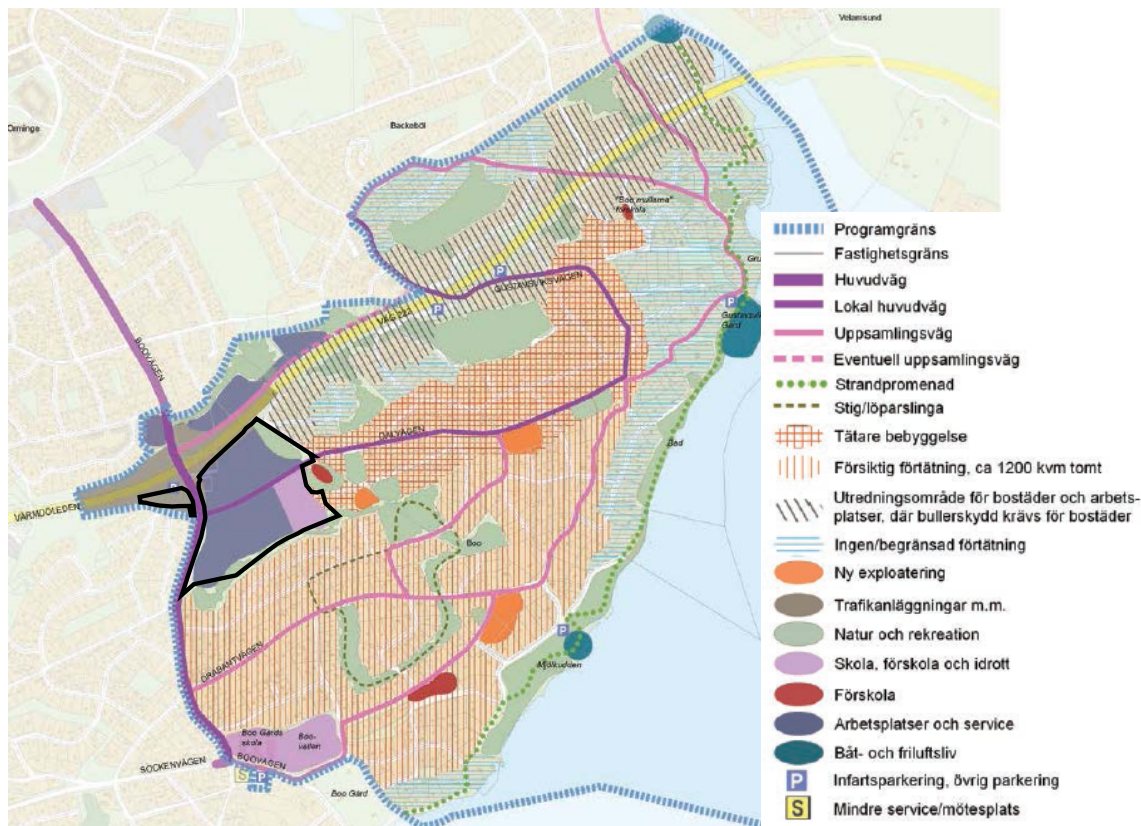 Velamsund
Orminge
Backeböl
"Boo mullarna"
förskola
P
GUSTAVSVIKSVÄGEN
VÄG 222
P
BOOVÄGEN
P
Gustavsviks
Gård
DALVÄGEN
Bad
VÄRMDÖLEDEN
Boo
P
Mjölkudden
DRABANTVÄGEN
Boo Gårds
skola
Boo-
vallen
SOCKENVÄGEN
BOOVÄGEN
S P
Boo Gård
Programgräns
Fastighetsgräns
Huvudväg
Lokal huvudväg
Uppsamlingsväg
Eventuell uppsamlingsväg
Strandpromenad
Stig/löparslinga
Tätare bebyggelse
Försiktig förtätning, ca 1200 kvm tomt
Utredningsområde för bostäder och arbets-
platser, där bullerskydd krävs för bostäder
Ingen/begränsad förtätning
Ny exploatering
Trafikanläggningar m.m.
Natur och rekreation
Skola, förskola och idrott
Förskola
Arbetsplatser och service
Båt- och friluftsliv
P Infartsparkering, övrig parkering
S Mindre service/mötesplats